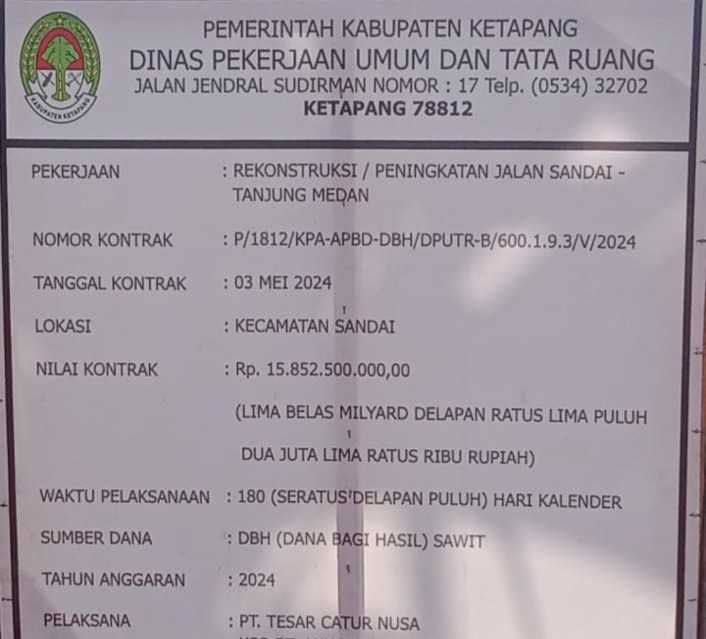 PEMERINTAH KABUPATEN KETAPANG
DINAS PEKERJAAN UMUM DAN TATA RUANG
JALAN JENDRAL SUDIRMAN NOMOR : 17 Telp. (0534) 32702
KETAPANG 78812
KABUPATEN KETAPANG
PEKERJAAN : REKONSTRUKSI / PENINGKATAN JALAN SANDAI -
TANJUNG MEDAN
NOMOR KONTRAK : P/1812/KPA-APBD-DBH/DPUTR-B/600.1.9.3/V/2024
TANGGAL KONTRAK : 03 MEI 2024
LOKASI : KECAMATAN SANDAI
NILAI KONTRAK : Rp. 15.852.500.000,00
(LIMA BELAS MILYARD DELAPAN RATUS LIMA PULUH
DUA JUTA LIMA RATUS RIBU RUPIAH)
WAKTU PELAKSANAAN : 180 (SERATUS DELAPAN PULUH) HARI KALENDER
SUMBER DANA : DBH (DANA BAGI HASIL) SAWIT
TAHUN ANGGARAN : 2024
PELAKSANA : PT. TESAR CATUR NUSA